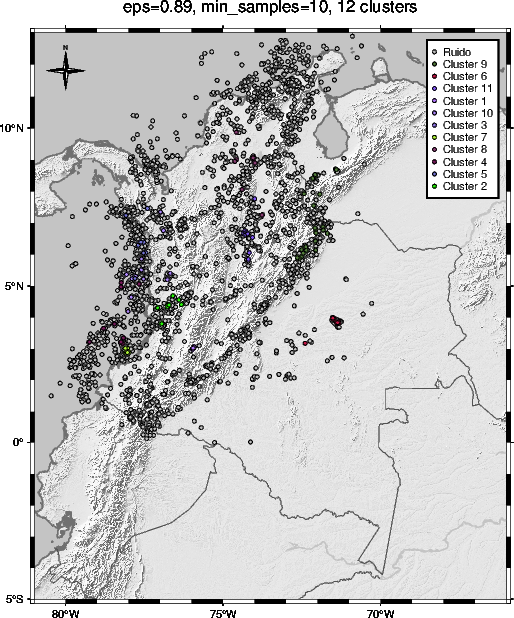 eps=0.89, min_samples=10, 12 clusters
N
Ruido
Cluster 9
Cluster 6
Cluster 11
Cluster 1
Cluster 10
Cluster 3
Cluster 7
Cluster 8
Cluster 4
Cluster 5
Cluster 2
10°N
5°N
0°
5°S
80°W
75°W
70°W